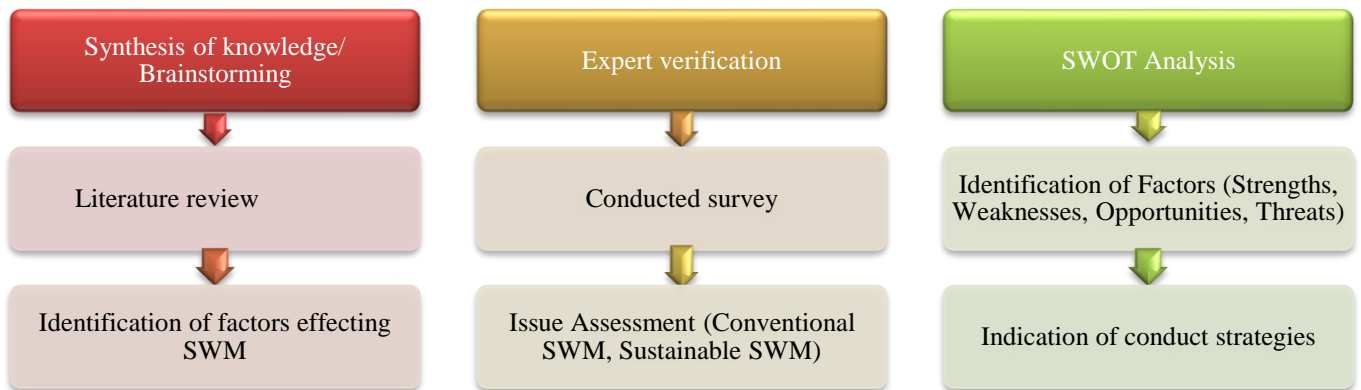 Synthesis of knowledge/
Brainstorming
Literature review
Identification of factors effecting
SWM
Expert verification
Conducted survey
Issue Assessment (Conventional
SWM, Sustainable SWM)
SWOT Analysis
Identification of Factors (Strengths,
Weaknesses, Opportunities, Threats)
Indication of conduct strategies